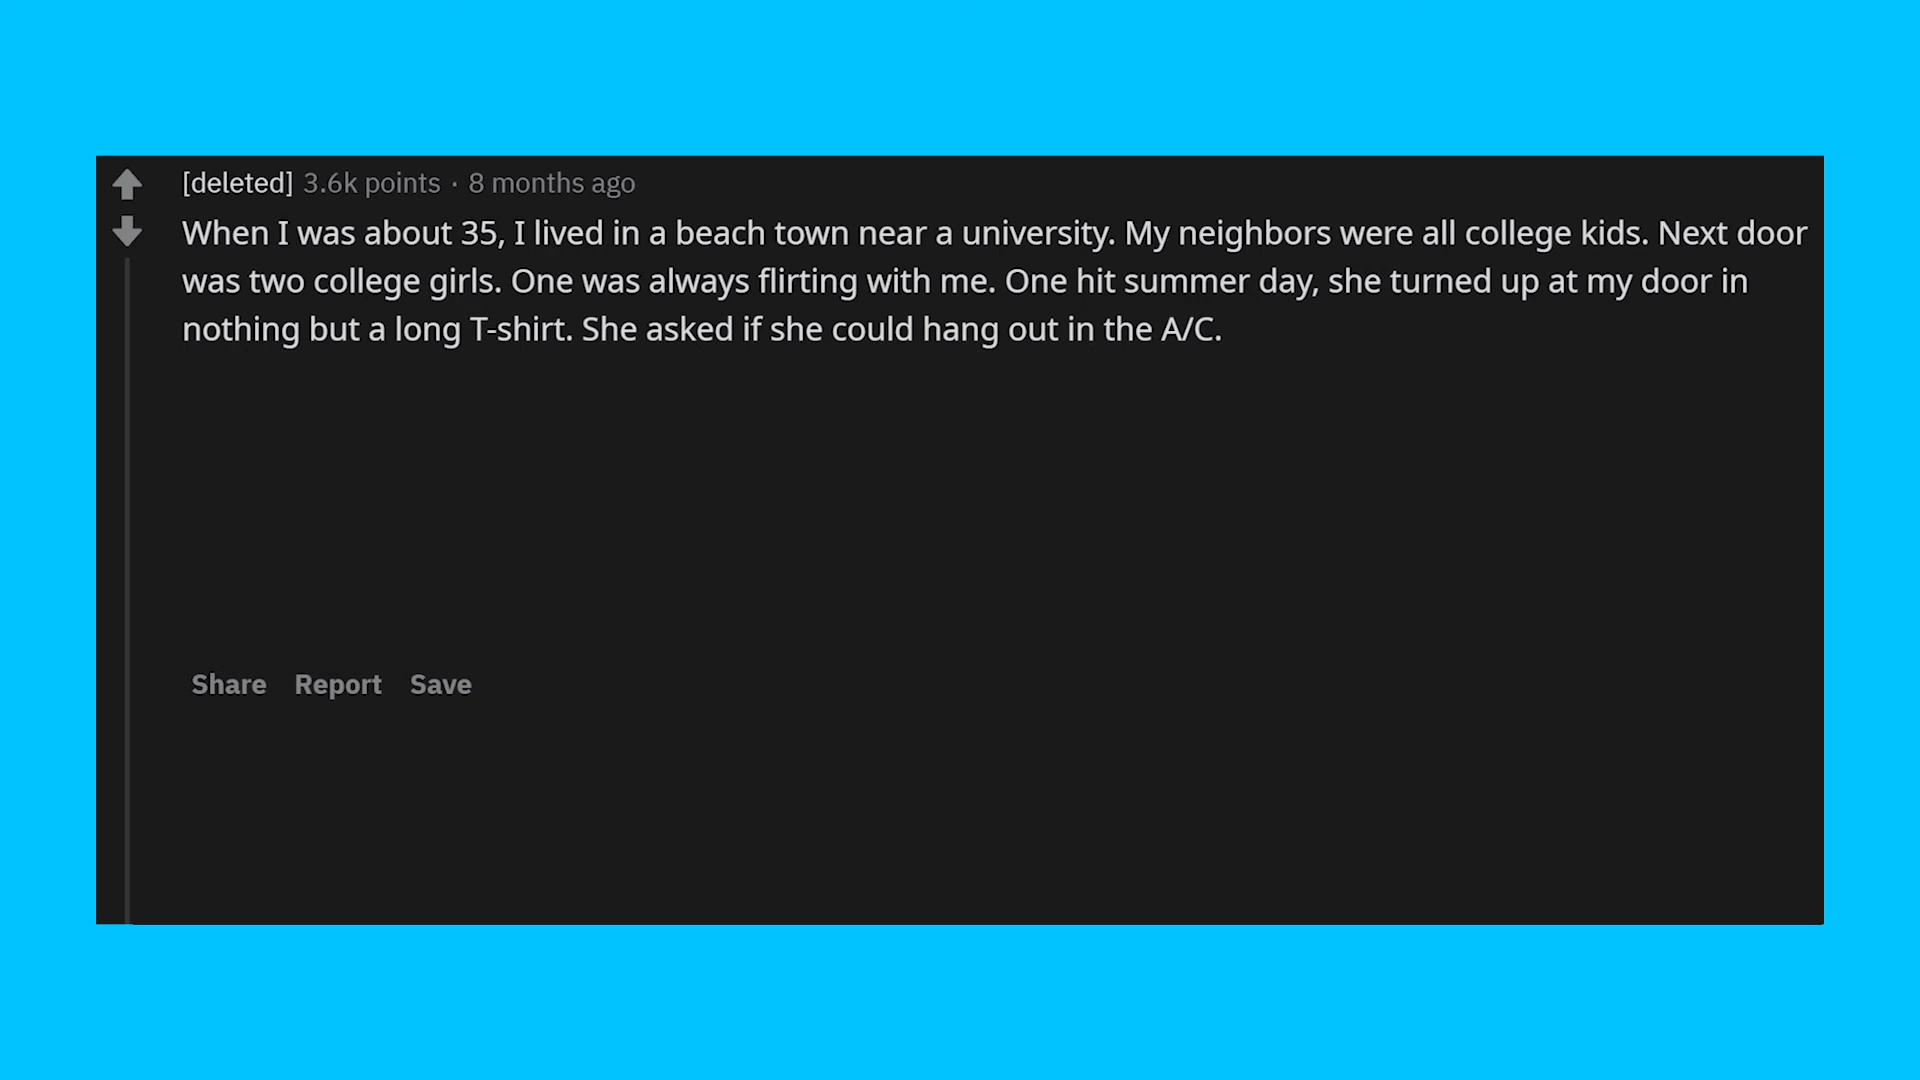 [deleted] 3.6k points · 8 months ago
When I was about 35, I lived in a beach town near a university. My neighbors were all college kids. Next door
was two college girls. One was always flirting with me. One hit summer day, she turned up at my door in
nothing but a long T-shirt. She asked if she could hang out in the A/C.
Share Report Save